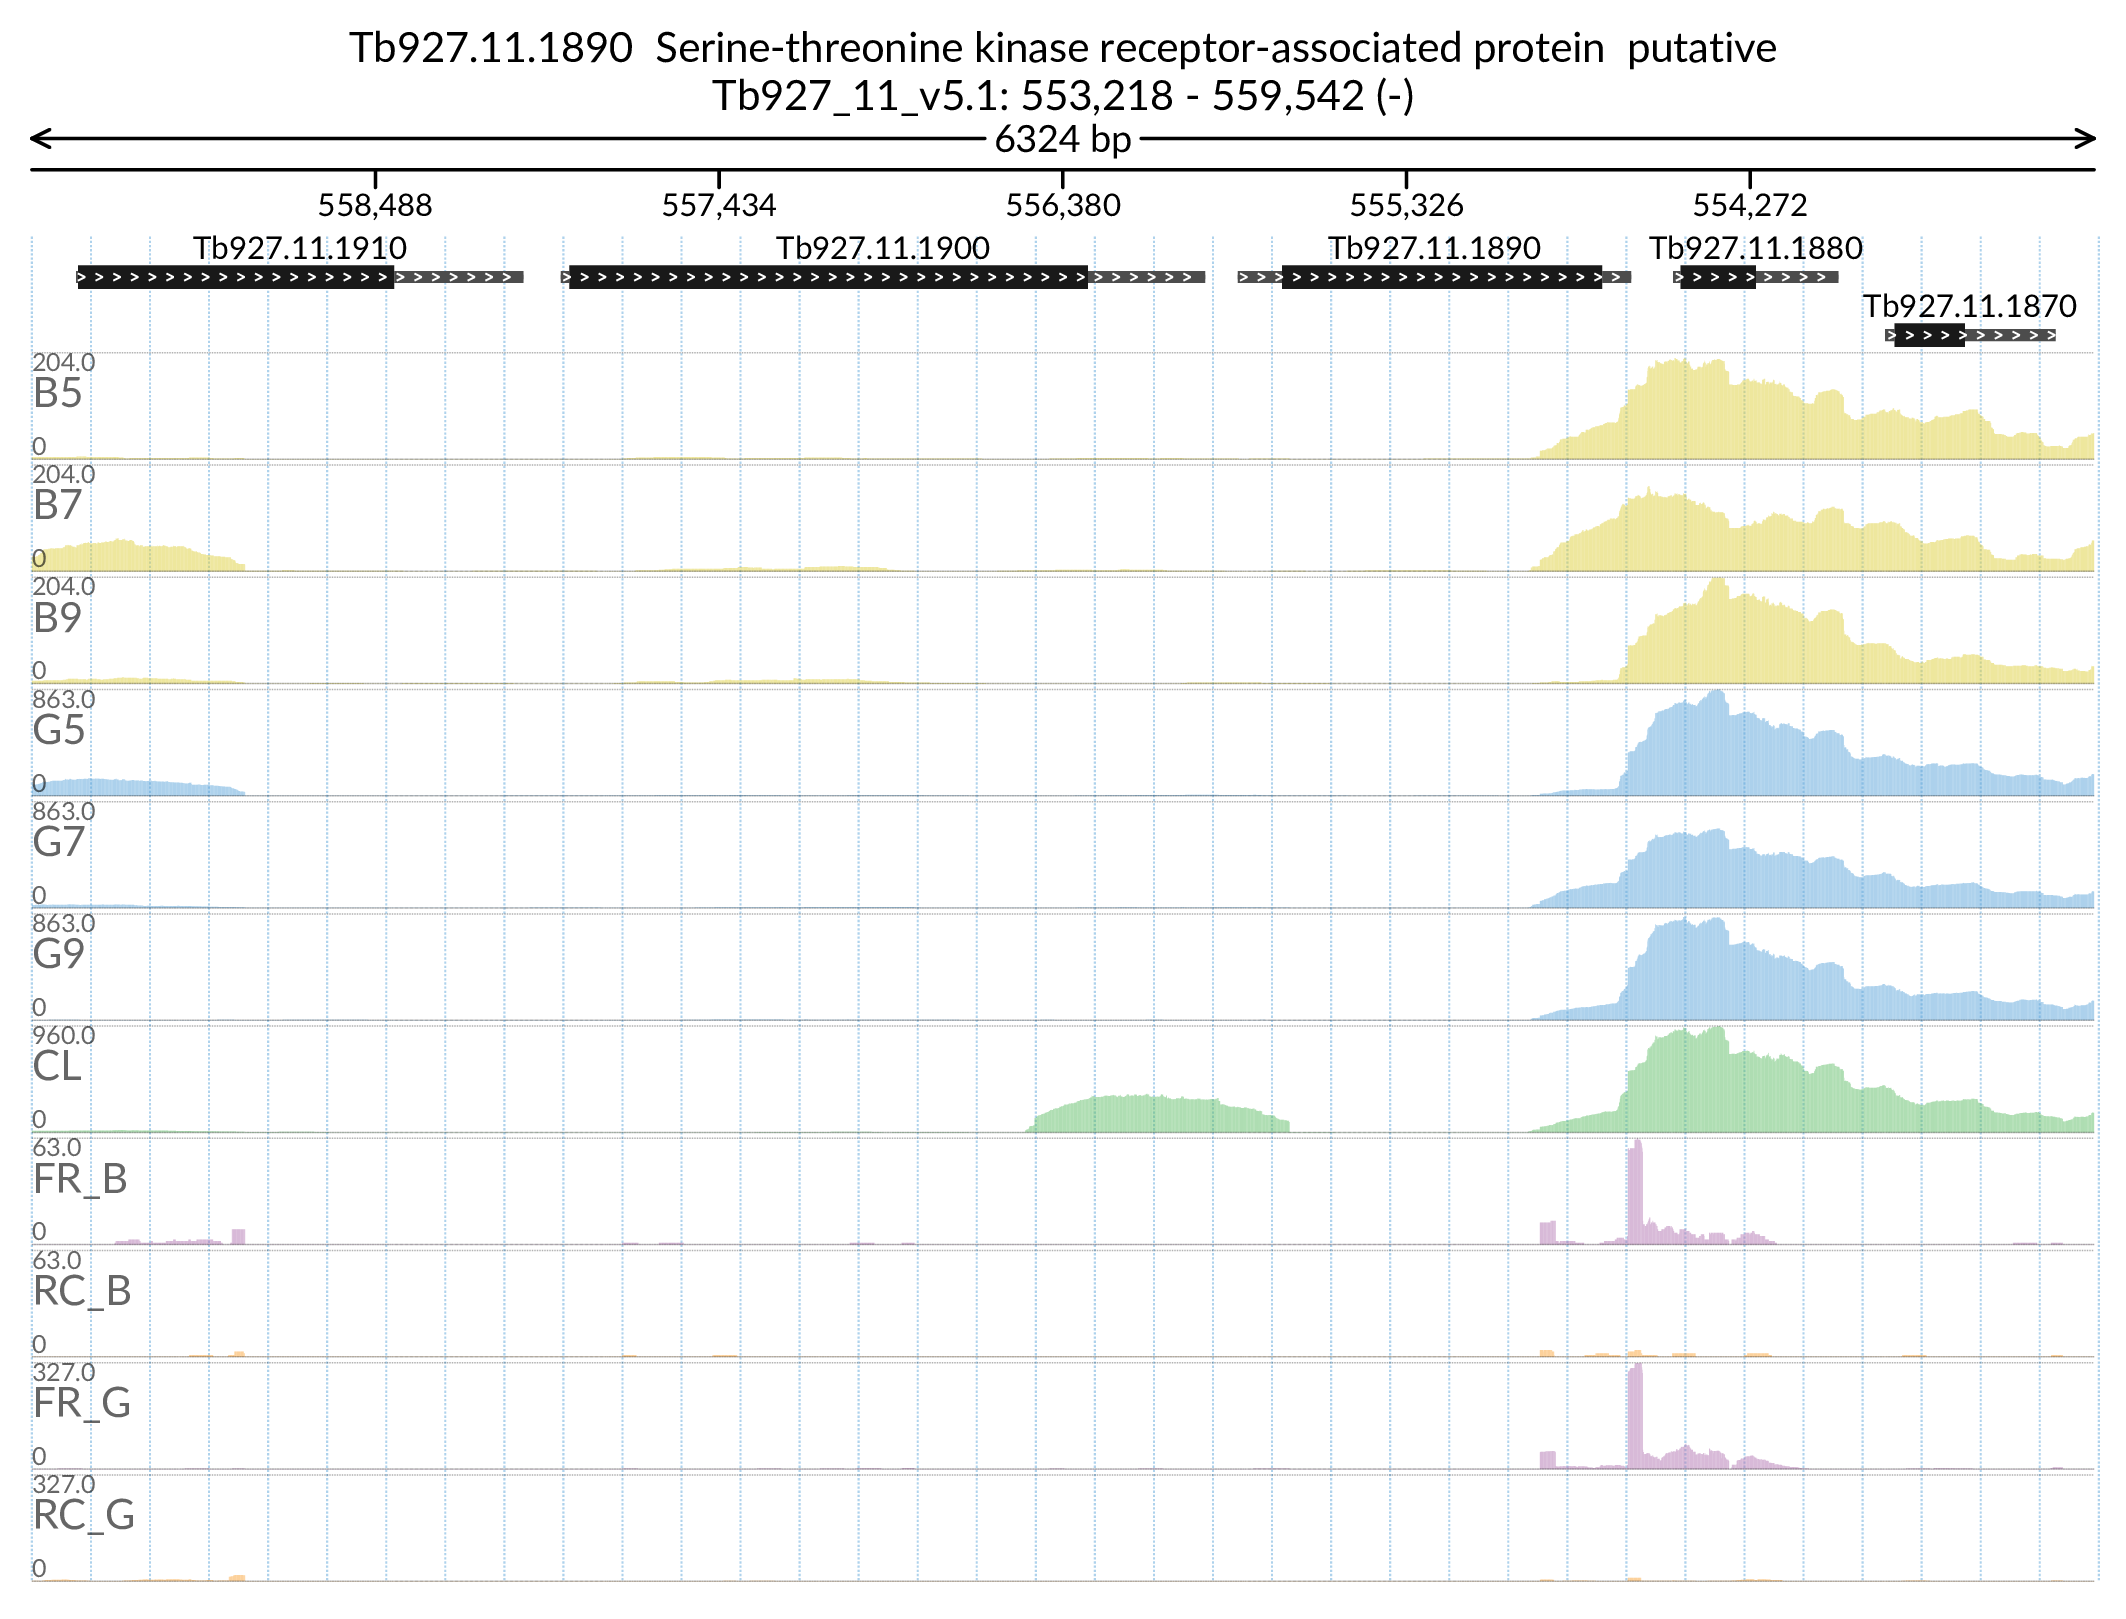 Tb927.11.1890  Serine-threonine kinase receptor-associated protein  putative
Tb927_11_v5.1: 553,218 - 559,542 (-)
6324 bp
558,488 557,434 556,380 555,326 554,272
Tb927.11.1910 Tb927.11.1900 Tb927.11.1890 Tb927.11.1880
Tb927.11.1870
204.0
B5
0
204.0
B7
0
204.0
B9
0
863.0
G5
0
863.0
G7
0
863.0
G9
0
960.0
CL
0
63.0
FR_B
0
63.0
RC_B
0
327.0
FR_G
0
327.0
RC_G
0